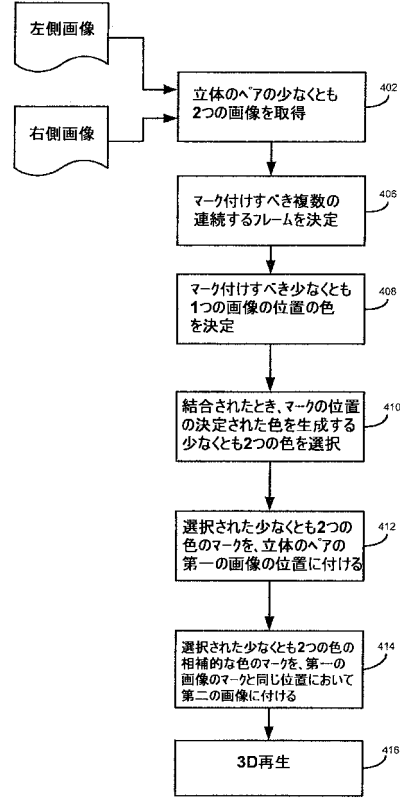 左側画像
右側画像
立体のペアの少なくとも
2つの画像を取得
402
マーク付けすべき複数の
連続するフレームを決定
406
マーク付けすべき少なくとも
1つの画像の位置の色
を決定
408
結合されたとき、マークの位置
の決定された色を生成する
少なくとも2つの色を選択
410
選択された少なくとも2つの
色のマークを、立体のペアの
第一の画像の位置に付ける
412
選択された少なくとも2つの色の
相補的な色のマークを、第一の
画像のマークと同じ位置において
第二の画像に付ける
414
3D再生
416